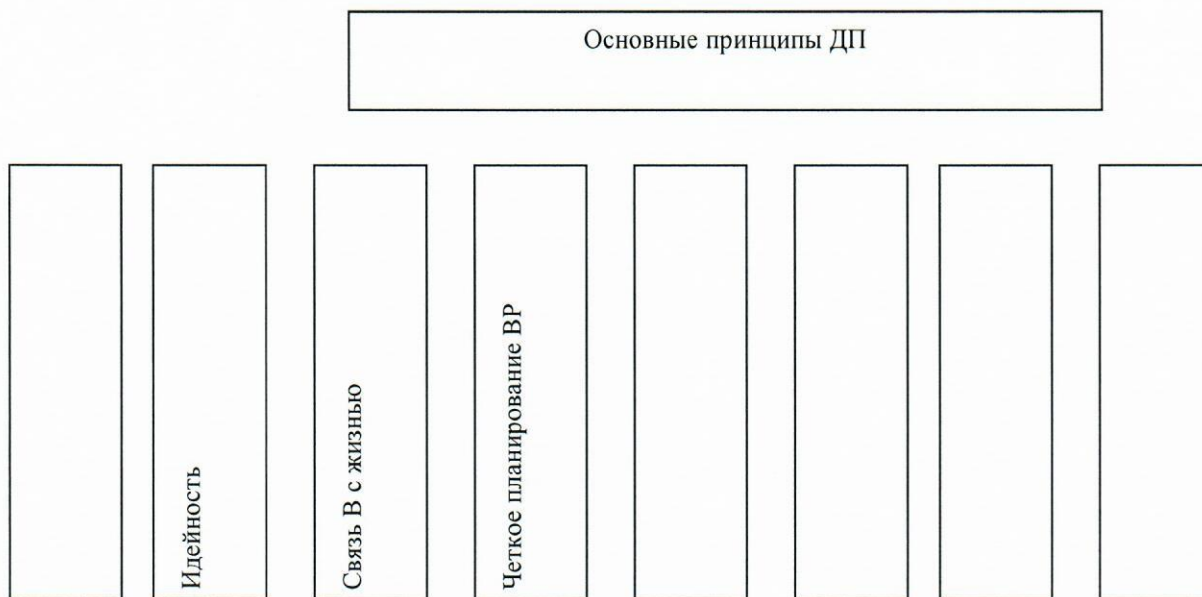 Основные принципы ДП
Идейность
Связь В с жизнью
Четкое планирование ВР